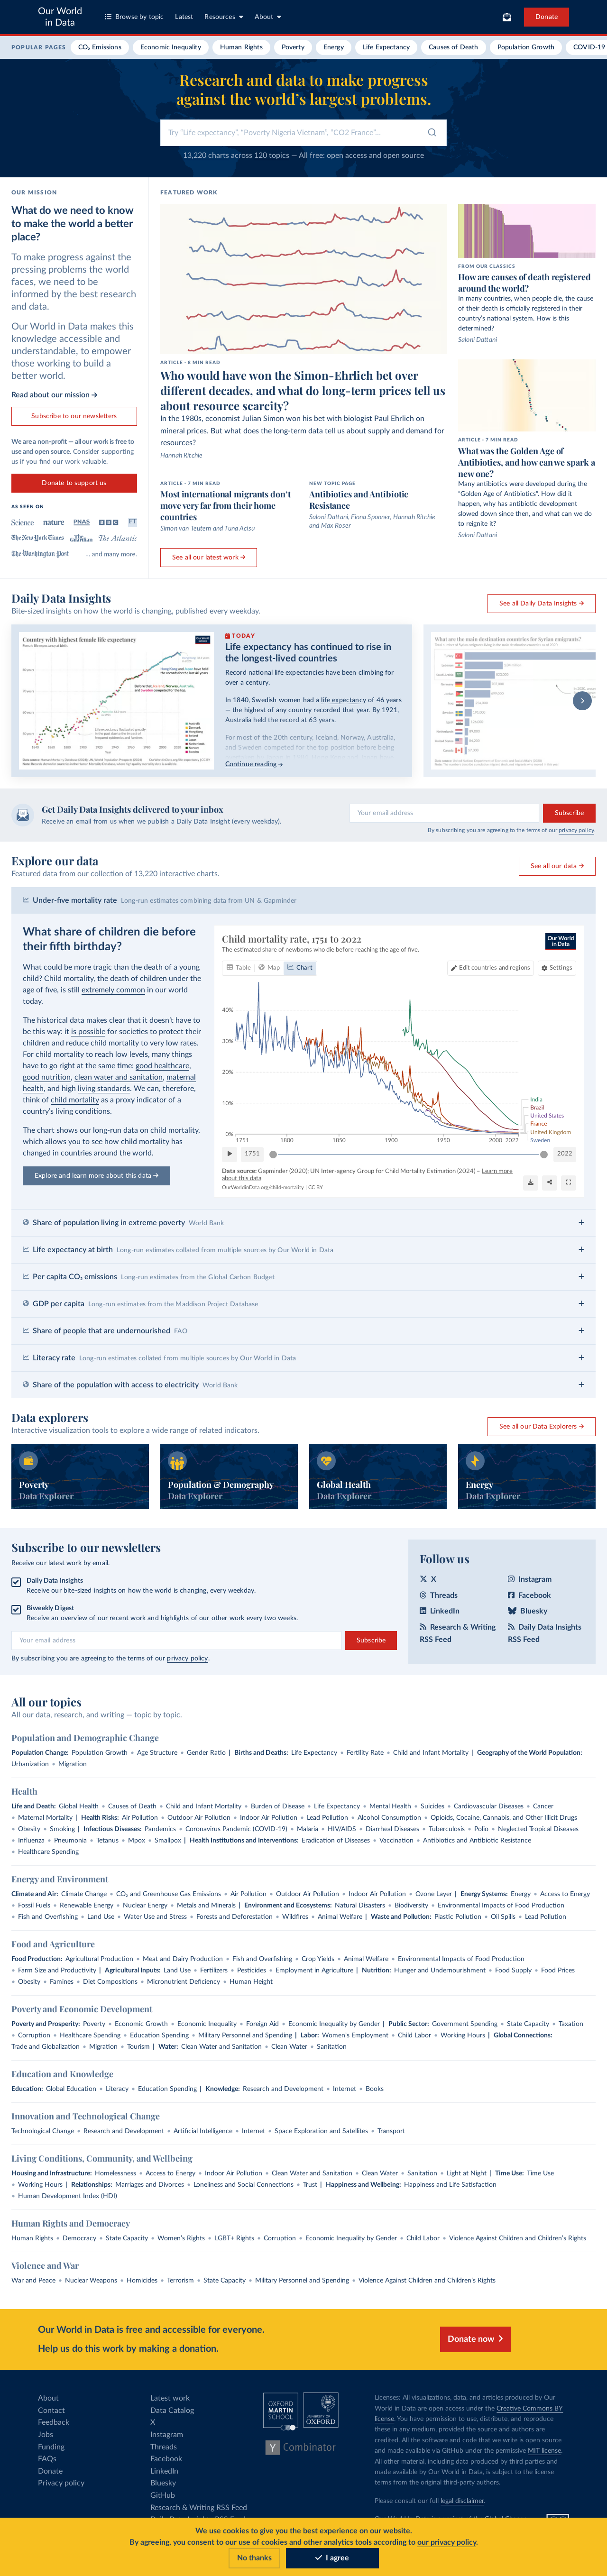 Our World
in Data
Browse by topic
Latest
Resources
About
Donate
POPULAR PAGES
CO₂ Emissions
Economic Inequality
Human Rights
Poverty
Energy
Life Expectancy
Causes of Death
Population Growth
COVID-19
Research and data to make progress
against the world's largest problems.
Try "Life expectancy", "Poverty Nigeria Vietnam", "CO2 France"...
13,220 charts across 120 topics — All free: open access and open source
OUR MISSION
What do we need to know
to make the world a better
place?
To make progress against the
pressing problems the world
faces, we need to be
informed by the best research
and data.
Our World in Data makes this
knowledge accessible and
understandable, to empower
those working to build a
better world.
Read about our mission →
Subscribe to our newsletters
We are a non-profit — all our work is free to
use and open source. Consider supporting
us if you find our work valuable.
Donate to support us
AS SEEN ON
Science
nature
PNAS
BBC
FT
The New York Times
The Guardian
The Atlantic
The Washington Post
... and many more.
FEATURED WORK
ARTICLE • 8 MIN READ
Who would have won the Simon-Ehrlich bet over
different decades, and what do long-term prices tell us
about resource scarcity?
In the 1980s, economist Julian Simon won his bet with biologist Paul Ehrlich on
mineral prices. But what does the long-term data tell us about supply and demand for
resources?
Hannah Ritchie
ARTICLE • 7 MIN READ
Most international migrants don't
move very far from their home
countries
Simon van Teutem and Tuna Acisu
NEW TOPIC PAGE
Antibiotics and Antibiotic
Resistance
Saloni Dattani, Fiona Spooner, Hannah Ritchie
and Max Roser
See all our latest work →
FROM OUR CLASSICS
How are causes of death registered
around the world?
In many countries, when people die, the cause
of their death is officially registered in their
country's national system. How is this
determined?
Saloni Dattani
ARTICLE • 7 MIN READ
What was the Golden Age of
Antibiotics, and how can we spark a
new one?
Many antibiotics were developed during the
"Golden Age of Antibiotics". How did it
happen, why has antibiotic development
slowed down since then, and what can we do
to reignite it?
Saloni Dattani
Daily Data Insights
Bite-sized insights on how the world is changing, published every weekday.
See all Daily Data Insights →
Country with highest female life expectancy
TODAY
Life expectancy has continued to rise in
the longest-lived countries
Record national life expectancies have been climbing for
over a century.
In 1840, Swedish women had a life expectancy of 46 years
— the highest of any country recorded that year. By 1921,
Australia held the record at 63 years.
For most of the 20th century, Iceland, Norway, Australia,
and Sweden competed for the top position before being
Continue reading →
What are the main destination countries for Syrian emigrants?
Get Daily Data Insights delivered to your inbox
Receive an email from us when we publish a Daily Data Insight (every weekday).
Your email address
Subscribe
By subscribing you are agreeing to the terms of our privacy policy.
Explore our data
Featured data from our collection of 13,220 interactive charts.
See all our data →
Under-five mortality rate Long-run estimates combining data from UN & Gapminder
What share of children die before
their fifth birthday?
What could be more tragic than the death of a young
child? Child mortality, the death of children under the
age of five, is still extremely common in our world
today.
The historical data makes clear that it doesn't have to
be this way: it is possible for societies to protect their
children and reduce child mortality to very low rates.
For child mortality to reach low levels, many things
have to go right at the same time: good healthcare,
good nutrition, clean water and sanitation, maternal
health, and high living standards. We can, therefore,
think of child mortality as a proxy indicator of a
country's living conditions.
The chart shows our long-run data on child mortality,
which allows you to see how child mortality has
changed in countries around the world.
Explore and learn more about this data →
Child mortality rate, 1751 to 2022
The estimated share of newborns who die before reaching the age of five.
Our World
in Data
Table
Map
Chart
Edit countries and regions
Settings
40%
30%
20%
10%
0%
1751
1800
1850
1900
1950
2000
2022
India
Brazil
United States
France
United Kingdom
Sweden
1751
2022
Data source: Gapminder (2020); UN Inter-agency Group for Child Mortality Estimation (2024) – Learn more
about this data
OurWorldinData.org/child-mortality | CC BY
Share of population living in extreme poverty World Bank
Life expectancy at birth Long-run estimates collated from multiple sources by Our World in Data
Per capita CO₂ emissions Long-run estimates from the Global Carbon Budget
GDP per capita Long-run estimates from the Maddison Project Database
Share of people that are undernourished FAO
Literacy rate Long-run estimates collated from multiple sources by Our World in Data
Share of the population with access to electricity World Bank
Data explorers
Interactive visualization tools to explore a wide range of related indicators.
See all our Data Explorers →
Poverty
Data Explorer
Population & Demography
Data Explorer
Global Health
Data Explorer
Energy
Data Explorer
Subscribe to our newsletters
Receive our latest work by email.
Daily Data Insights
Receive our bite-sized insights on how the world is changing, every weekday.
Biweekly Digest
Receive an overview of our recent work and highlights of our other work every two weeks.
Your email address
Subscribe
By subscribing you are agreeing to the terms of our privacy policy.
Follow us
X
Instagram
Threads
Facebook
LinkedIn
Bluesky
Research & Writing
RSS Feed
Daily Data Insights
RSS Feed
All our topics
All our data, research, and writing — topic by topic.
Population and Demographic Change
Population Change: Population Growth • Age Structure • Gender Ratio | Births and Deaths: Life Expectancy • Fertility Rate • Child and Infant Mortality | Geography of the World Population:
Urbanization • Migration
Health
Life and Death: Global Health • Causes of Death • Child and Infant Mortality • Burden of Disease • Life Expectancy • Mental Health • Suicides • Cardiovascular Diseases • Cancer
• Maternal Mortality | Health Risks: Air Pollution • Outdoor Air Pollution • Indoor Air Pollution • Lead Pollution • Alcohol Consumption • Opioids, Cocaine, Cannabis, and Other Illicit Drugs
• Obesity • Smoking | Infectious Diseases: Pandemics • Coronavirus Pandemic (COVID-19) • Malaria • HIV/AIDS • Diarrheal Diseases • Tuberculosis • Polio • Neglected Tropical Diseases
• Influenza • Pneumonia • Tetanus • Mpox • Smallpox | Health Institutions and Interventions: Eradication of Diseases • Vaccination • Antibiotics and Antibiotic Resistance
• Healthcare Spending
Energy and Environment
Climate and Air: Climate Change • CO₂ and Greenhouse Gas Emissions • Air Pollution • Outdoor Air Pollution • Indoor Air Pollution • Ozone Layer | Energy Systems: Energy • Access to Energy
• Fossil Fuels • Renewable Energy • Nuclear Energy • Metals and Minerals | Environment and Ecosystems: Natural Disasters • Biodiversity • Environmental Impacts of Food Production
• Fish and Overfishing • Land Use • Water Use and Stress • Forests and Deforestation • Wildfires • Animal Welfare | Waste and Pollution: Plastic Pollution • Oil Spills • Lead Pollution
Food and Agriculture
Food Production: Agricultural Production • Meat and Dairy Production • Fish and Overfishing • Crop Yields • Animal Welfare • Environmental Impacts of Food Production
• Farm Size and Productivity | Agricultural Inputs: Land Use • Fertilizers • Pesticides • Employment in Agriculture | Nutrition: Hunger and Undernourishment • Food Supply • Food Prices
• Obesity • Famines • Diet Compositions • Micronutrient Deficiency • Human Height
Poverty and Economic Development
Poverty and Prosperity: Poverty • Economic Growth • Economic Inequality • Foreign Aid • Economic Inequality by Gender | Public Sector: Government Spending • State Capacity • Taxation
• Corruption • Healthcare Spending • Education Spending • Military Personnel and Spending | Labor: Women's Employment • Child Labor • Working Hours | Global Connections:
Trade and Globalization • Migration • Tourism | Water: Clean Water and Sanitation • Clean Water • Sanitation
Education and Knowledge
Education: Global Education • Literacy • Education Spending | Knowledge: Research and Development • Internet • Books
Innovation and Technological Change
Technological Change • Research and Development • Artificial Intelligence • Internet • Space Exploration and Satellites • Transport
Living Conditions, Community, and Wellbeing
Housing and Infrastructure: Homelessness • Access to Energy • Indoor Air Pollution • Clean Water and Sanitation • Clean Water • Sanitation • Light at Night | Time Use: Time Use
• Working Hours | Relationships: Marriages and Divorces • Loneliness and Social Connections • Trust | Happiness and Wellbeing: Happiness and Life Satisfaction
• Human Development Index (HDI)
Human Rights and Democracy
Human Rights • Democracy • State Capacity • Women's Rights • LGBT+ Rights • Corruption • Economic Inequality by Gender • Child Labor • Violence Against Children and Children's Rights
Violence and War
War and Peace • Nuclear Weapons • Homicides • Terrorism • State Capacity • Military Personnel and Spending • Violence Against Children and Children's Rights
Our World in Data is free and accessible for everyone.
Help us do this work by making a donation.
Donate now
About
Contact
Feedback
Jobs
Funding
FAQs
Donate
Privacy policy
Latest work
Data Catalog
X
Instagram
Threads
Facebook
LinkedIn
Bluesky
GitHub
Research & Writing RSS Feed
OXFORD
MARTIN
SCHOOL
UNIVERSITY OF
OXFORD
Y Combinator
Licenses: All visualizations, data, and articles produced by Our
World in Data are open access under the Creative Commons BY
license. You have permission to use, distribute, and reproduce
these in any medium, provided the source and authors are
credited. All the software and code that we write is open source
and made available via GitHub under the permissive MIT license.
All other material, including data produced by third parties and
made available by Our World in Data, is subject to the license
terms from the original third-party authors.
Please consult our full legal disclaimer.
We use cookies to give you the best experience on our website.
By agreeing, you consent to our use of cookies and other analytics tools according to our privacy policy.
No thanks
I agree